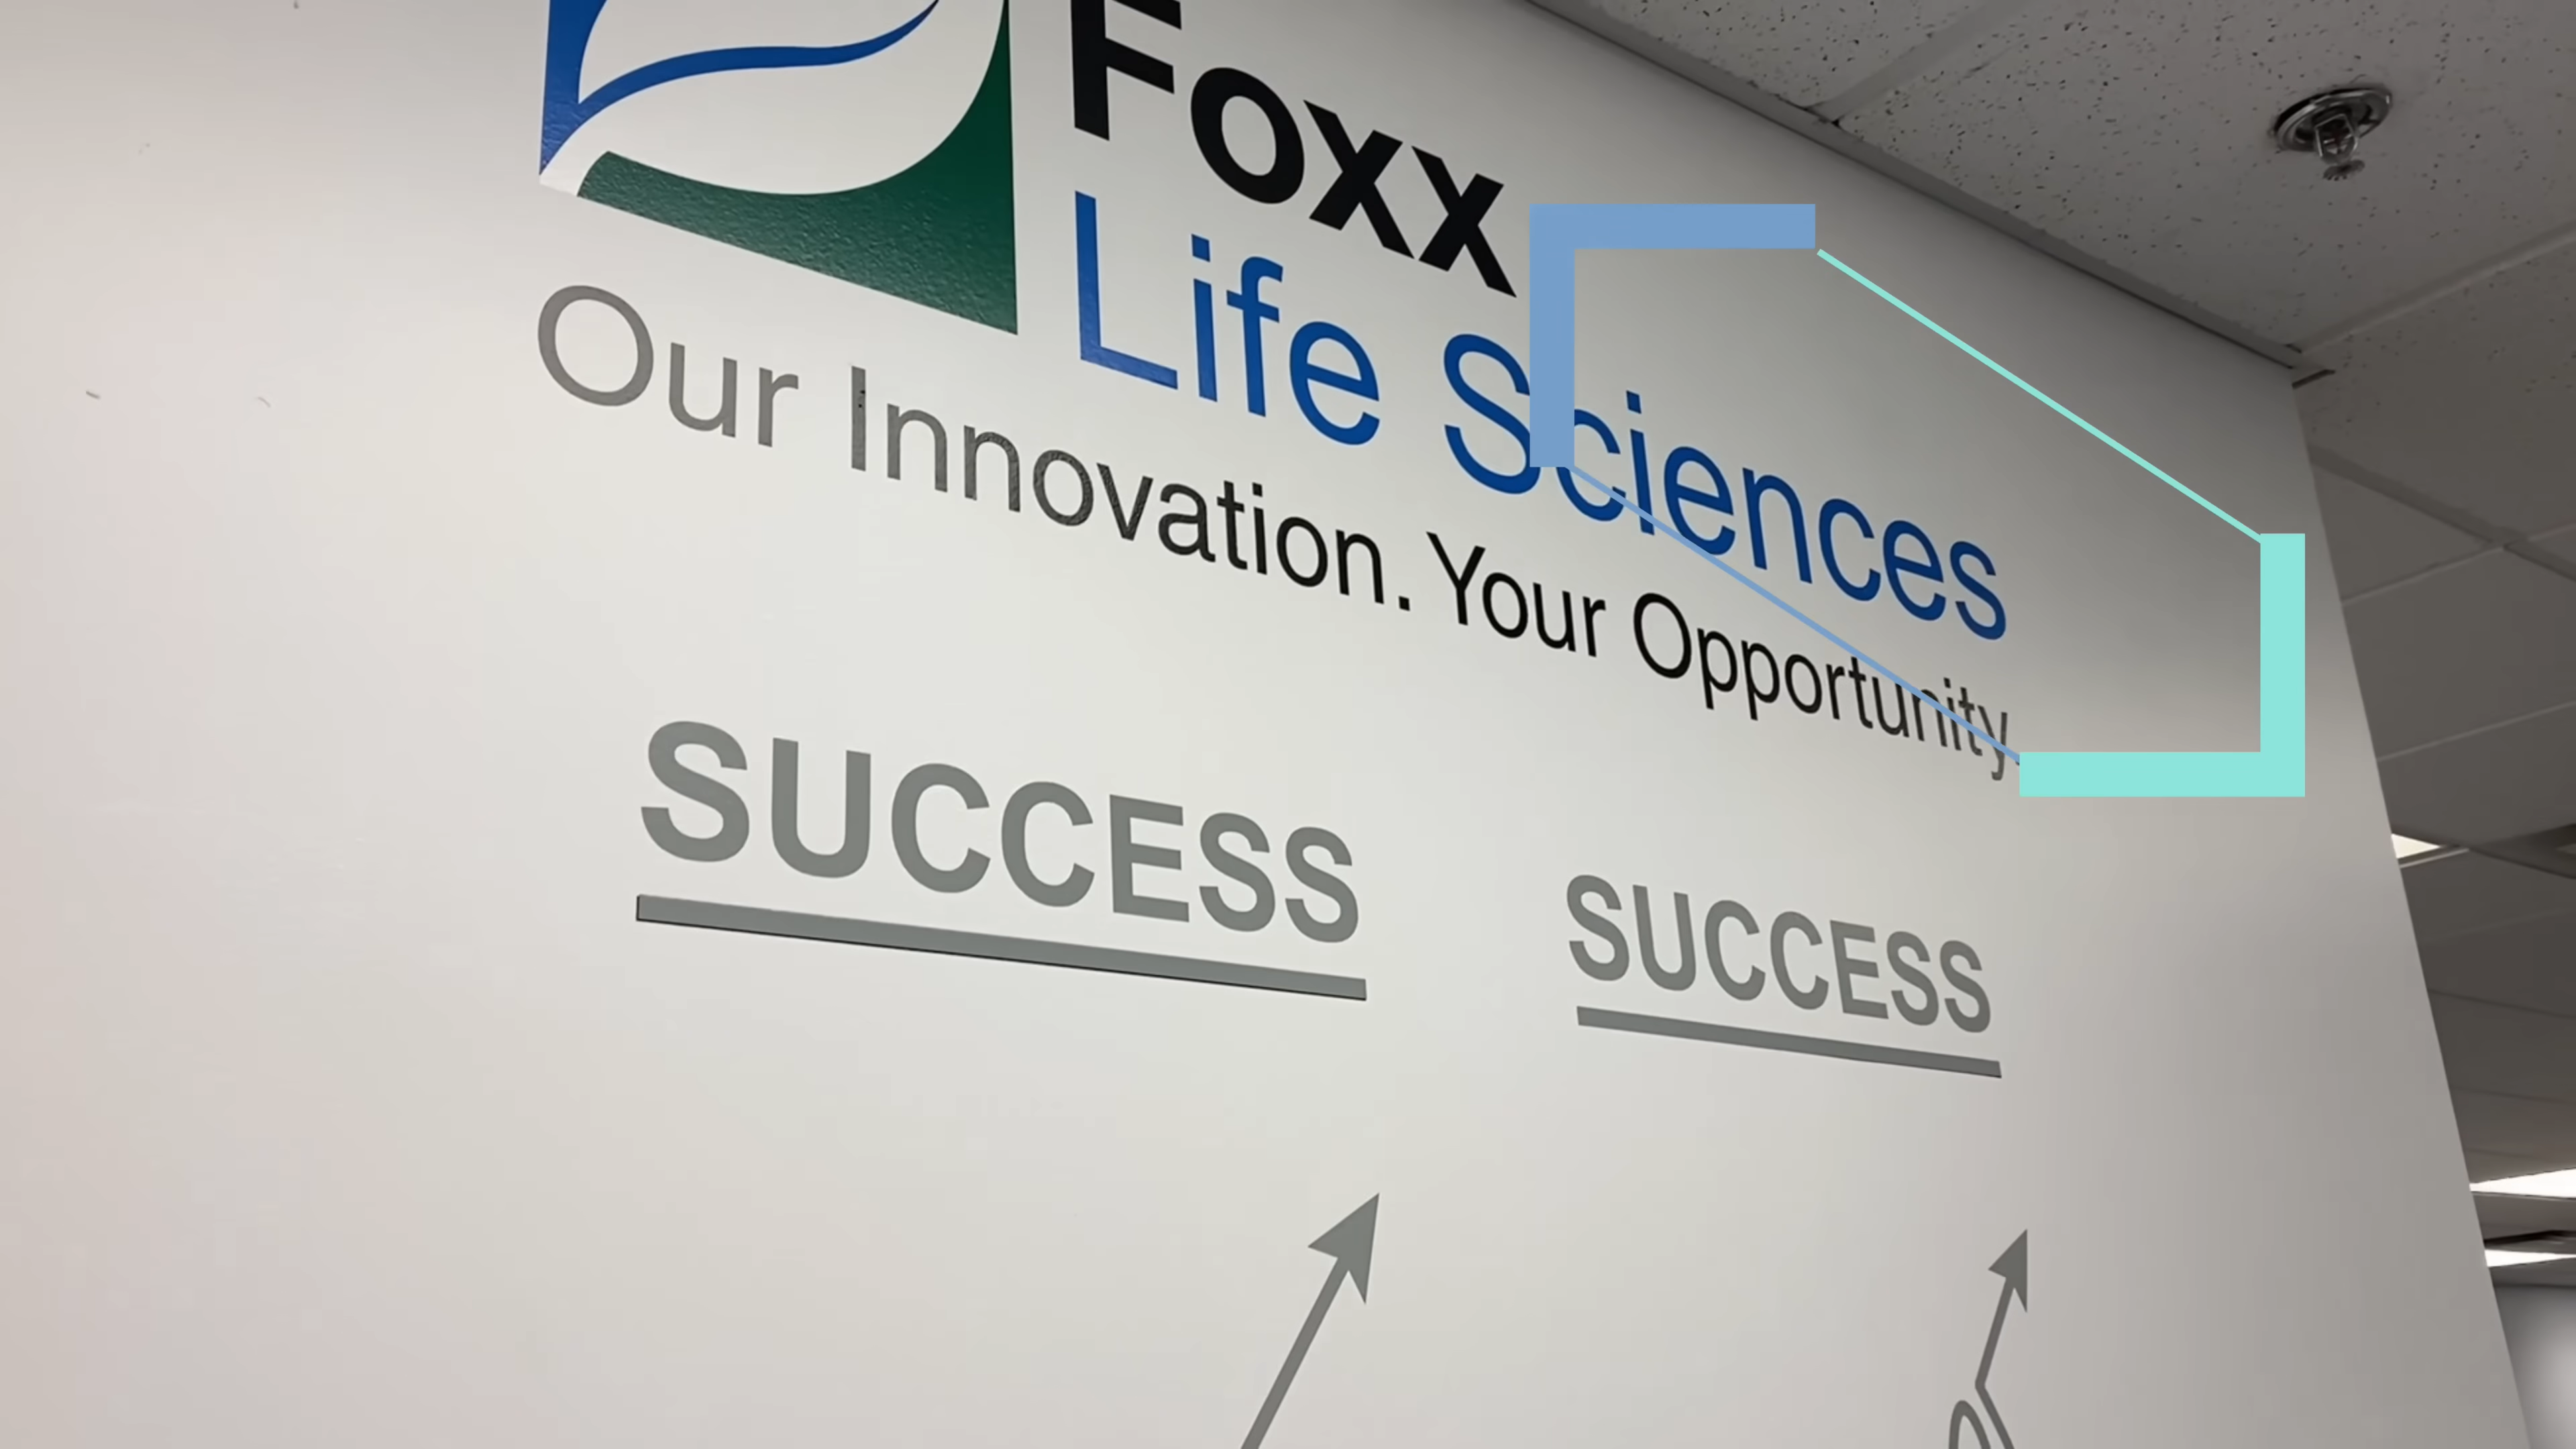 Foxx
Life Sciences
Our Innovation. Your Opportunity.
SUCCESS
SUCCESS